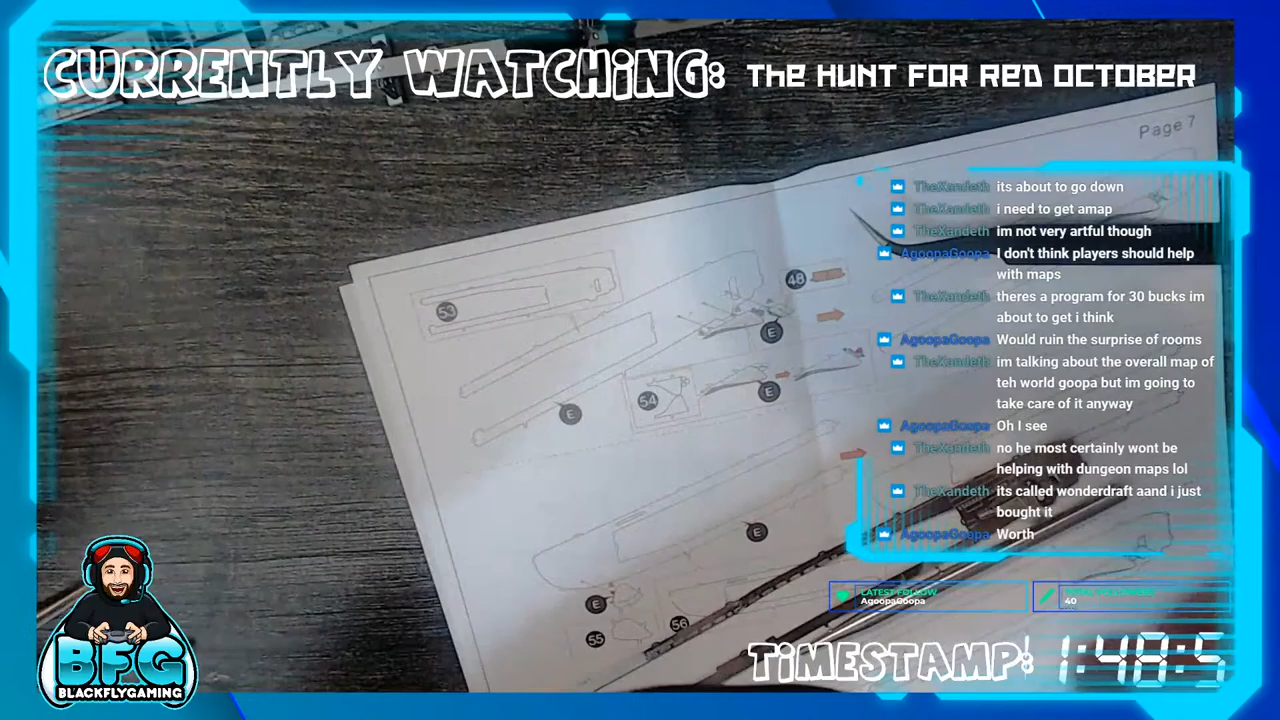 CURRENTLY WATCHING: THE HUNT FOR RED OCTOBER
Page 7
TheXandeth its about to go down
TheXandeth i need to get amap
TheXandeth im not very artful though
AgoopaGoopa I don't think players should help
with maps
TheXandeth theres a program for 30 bucks im
about to get i think
AgoopaGoopa Would ruin the surprise of rooms
TheXandeth im talking about the overall map of
teh world goopa but im going to
take care of it anyway
AgoopaGoopa Oh I see
TheXandeth no he most certainly wont be
helping with dungeon maps lol
TheXandeth its called wonderdraft aand i just
bought it
AgoopaGoopa Worth
53
48
E
54
E
E
E
E
55
56
LATEST FOLLOW
AgoopaGoopa
40
TIMESTAMP: 1:48:5
BFG
BLACKFLYGAMING